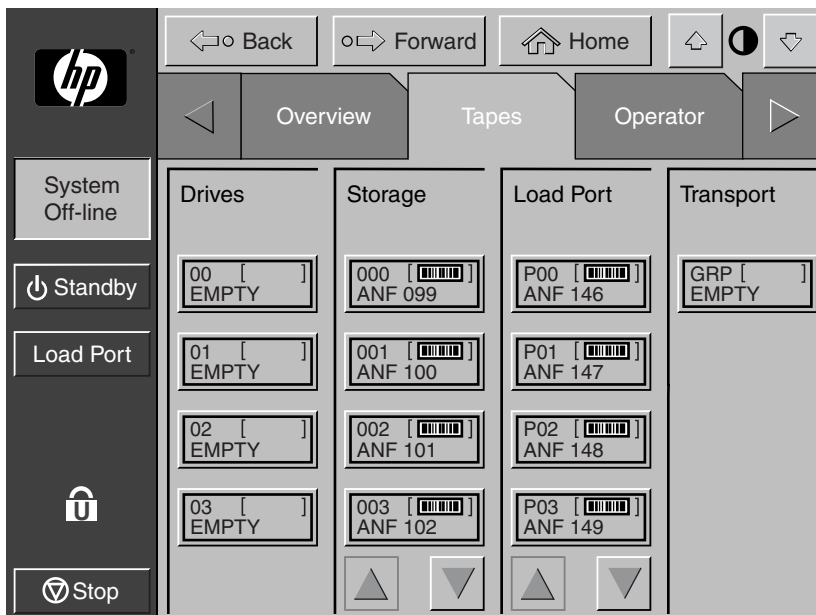 hp
Back
Forward
Home
Overview
Tapes
Operator
System
Off-line
Standby
Load Port
U
Stop
Drives
00 [ ]
EMPTY
01 [ ]
EMPTY
02 [ ]
EMPTY
03 [ ]
EMPTY
Storage
000 [ ]
ANF 099
001 [ ]
ANF 100
002 [ ]
ANF 101
003 [ ]
ANF 102
Load Port
P00 [ ]
ANF 146
P01 [ ]
ANF 147
P02 [ ]
ANF 148
P03 [ ]
ANF 149
Transport
GRP [ ]
EMPTY